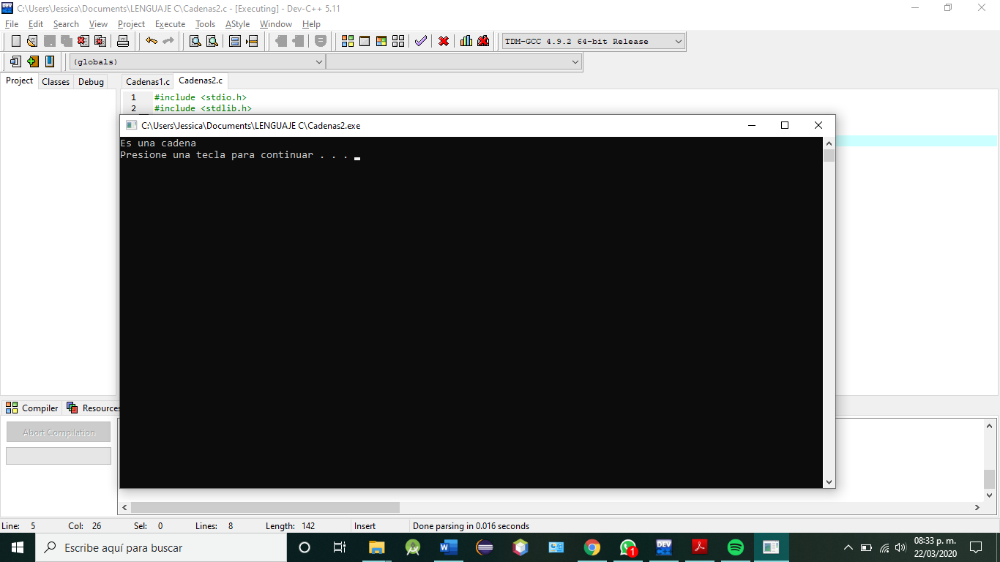 C:\Users\Jessica\Documents\LENGUAJE C\Cadenas2.c - [Executing] - Dev-C++ 5.11
File Edit Search View Project Execute Tools AStyle Window Help
TDM-GCC 4.9.2 64-bit Release
(globals)
Project Classes Debug Cadenas1.c Cadenas2.c
1 #include <stdio.h>
2 #include <stdlib.h>
C:\Users\Jessica\Documents\LENGUAJE C\Cadenas2.exe
Es una cadena
Presione una tecla para continuar . . .
Compiler Resources
Abort Compilation
Line: 5 Col: 26 Sel: 0 Lines: 8 Length: 142 Insert Done parsing in 0.016 seconds
Escribe aquí para buscar
W
1
DEV
08:33 p. m.
22/03/2020